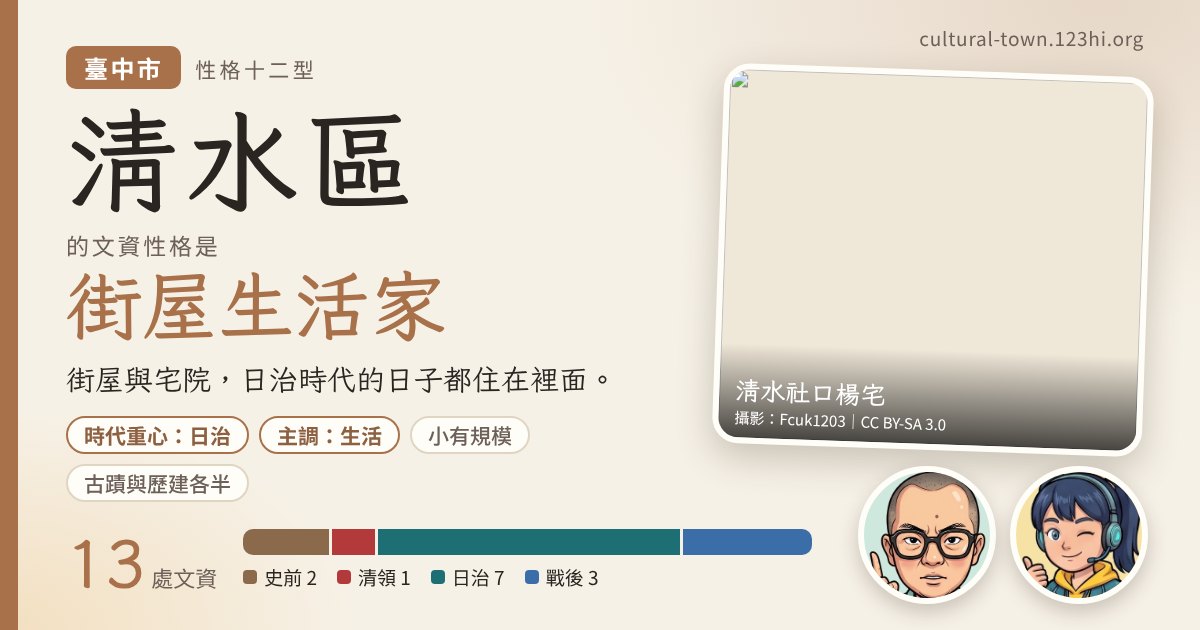 cultural-town.123hi.org
臺中市 性格十二型
清水區
的文資性格是
街屋生活家
街屋與宅院，日治時代的日子都住在裡面。
時代重心：日治 主調：生活 小有規模
古蹟與歷建各半
13 處文資
史前 2 清領 1 日治 7 戰後 3
清水社口楊宅
攝影：Fcuk1203｜CC BY-SA 3.0